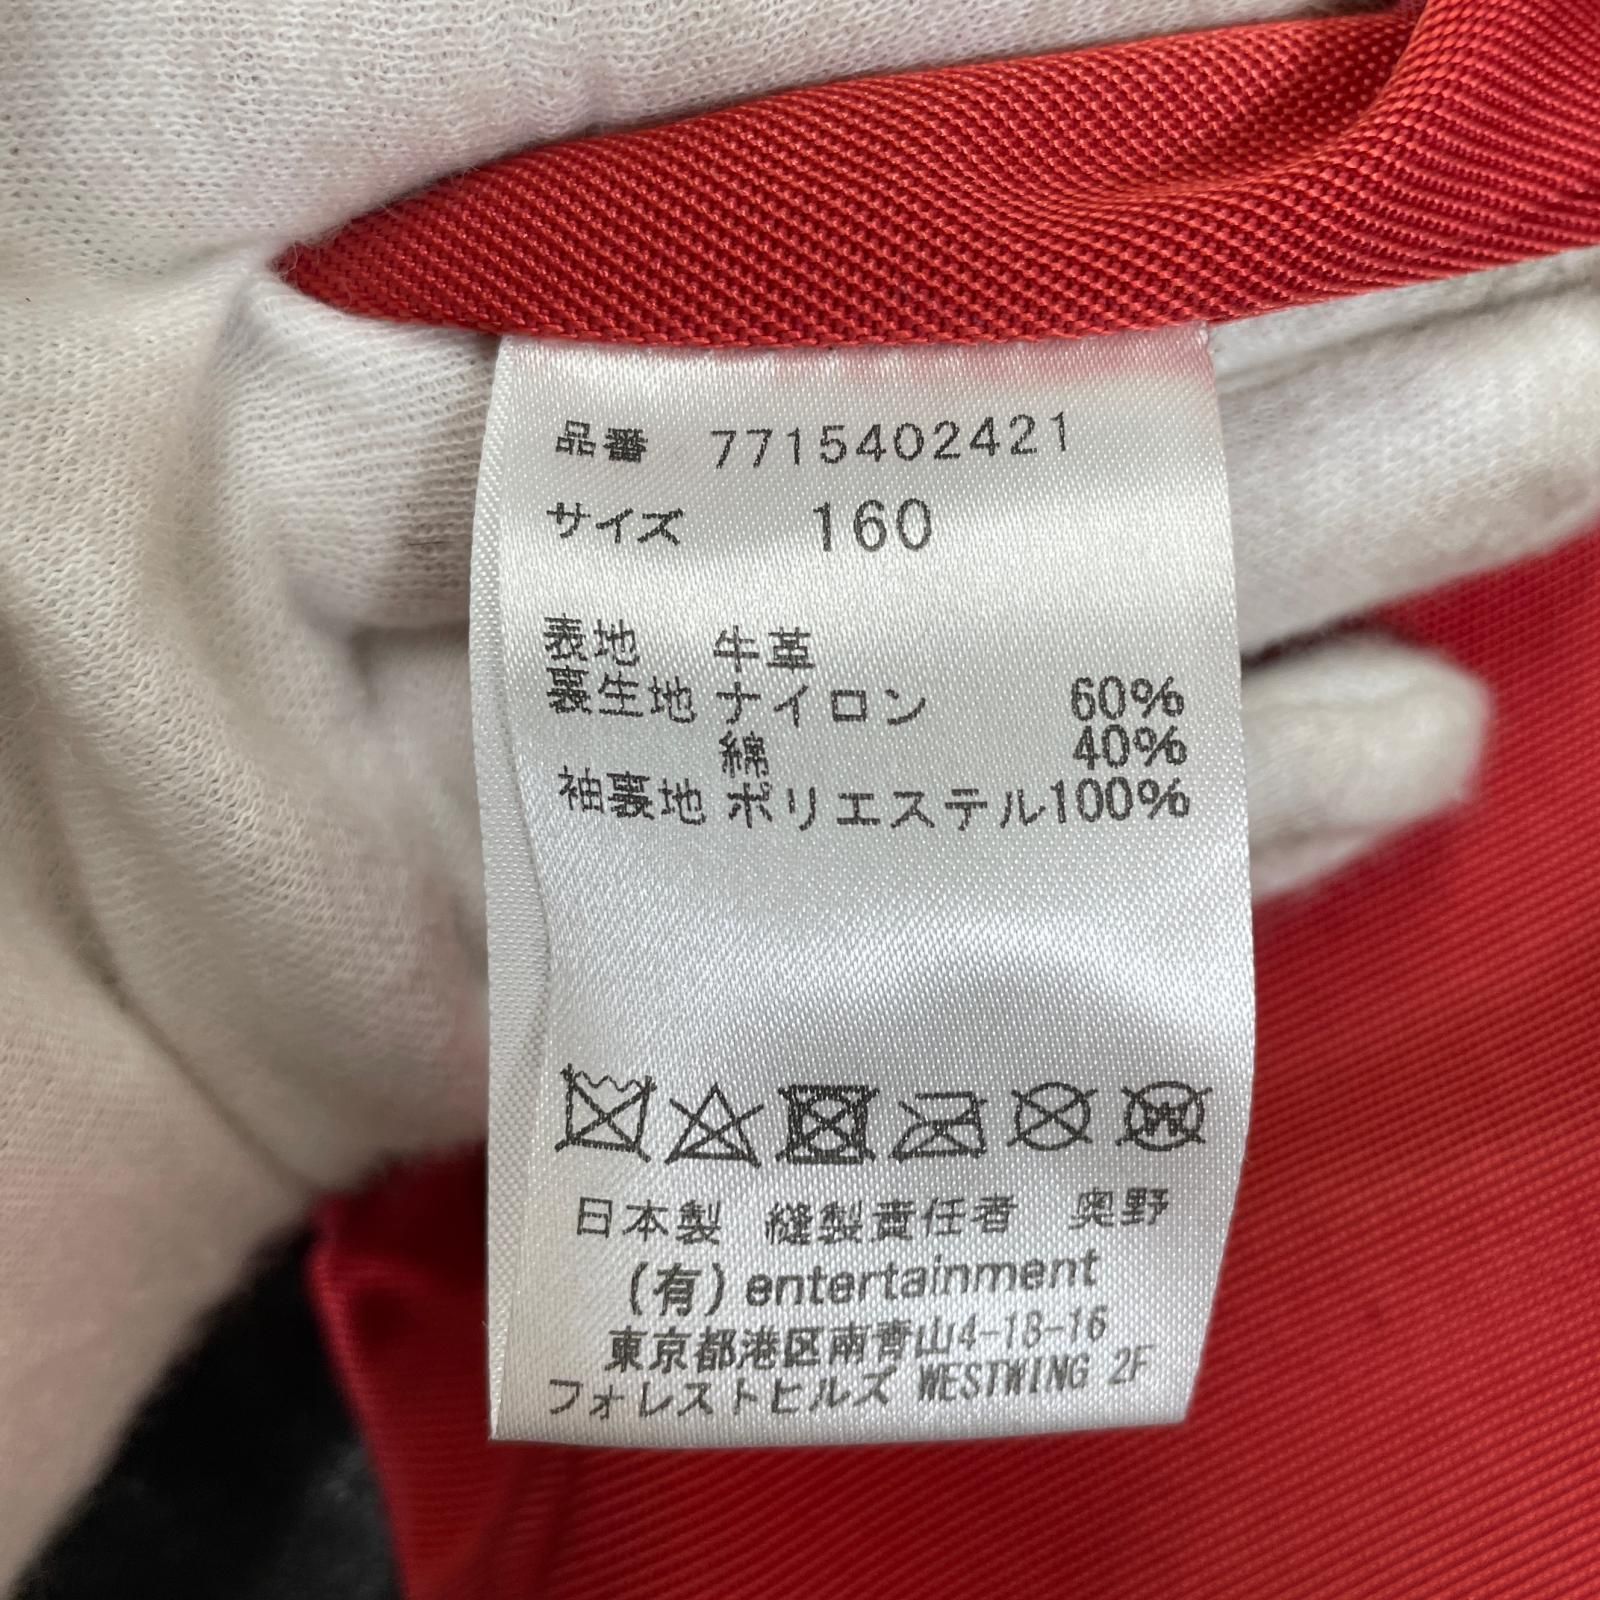 品番 7715402421
サイズ 160
表地 牛革
裏生地 ナイロン 60%
綿 40%
袖裏地 ポリエステル100%
日本製 縫製責任者 奥野
(有) entertainment
東京都港区南青山4-18-16
フォレストヒルズ WESTWING 2F